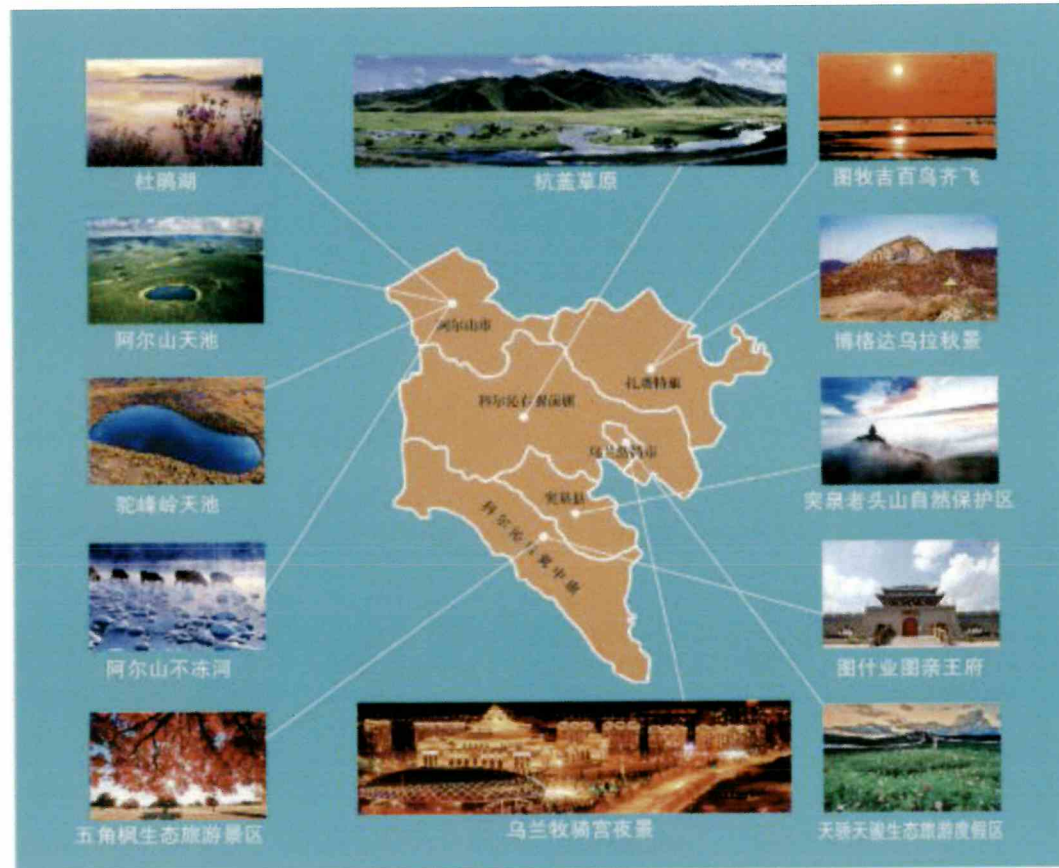 杜鹃湖
杭盖草原
图牧吉百鸟齐飞
阿尔山天池
博格达乌拉秋景
阿尔山市
扎赉特旗
科尔沁右翼前旗
乌兰浩特市
驼峰岭天池
突泉老头山自然保护区
突泉县
科尔沁右翼中旗
阿尔山不冻河
图什业图亲王府
五角枫生态旅游景区
乌兰牧骑宫夜景
天骄天骏生态旅游度假区